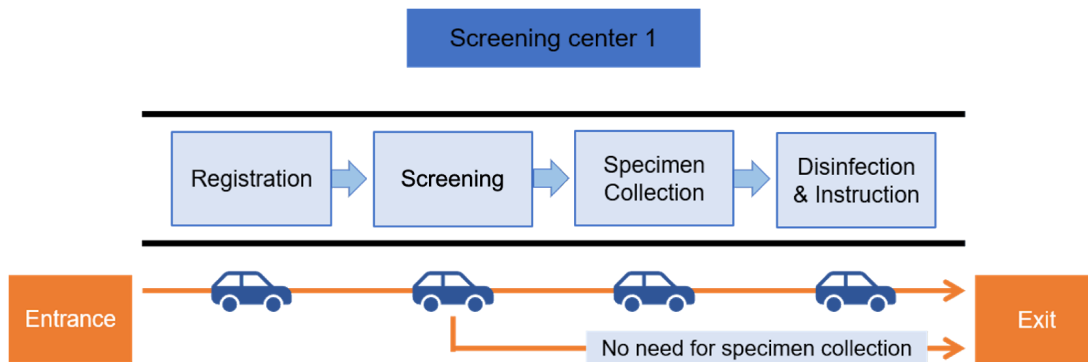 Screening center 1
Registration
Screening
Specimen
Collection
Disinfection
& Instruction
Entrance
Exit
No need for specimen collection